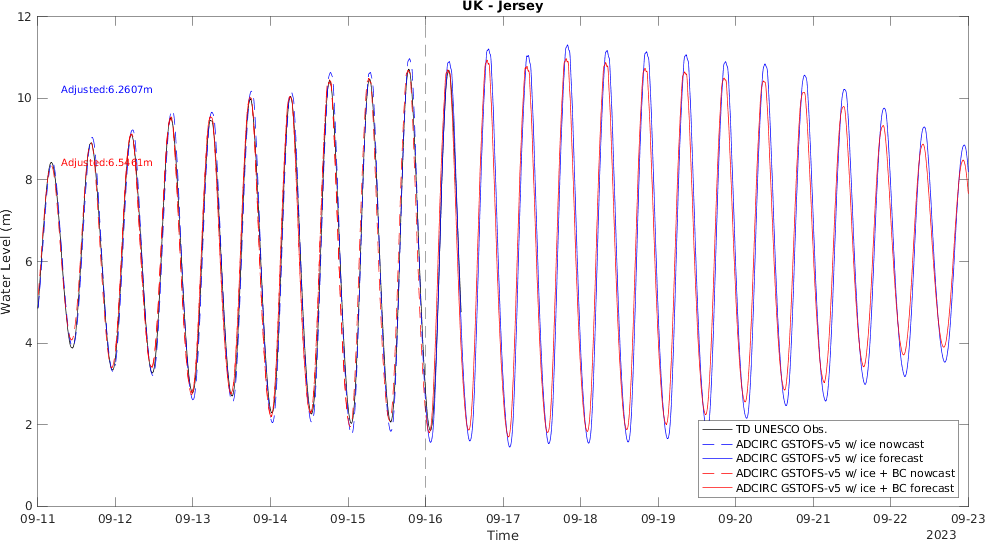 UK - Jersey
12
10
8
6
4
2
0
Water Level (m)
Adjusted:6.2607m
Adjusted:6.5461m
TD UNESCO Obs.
ADCIRC GSTOFS-v5 w/ ice nowcast
ADCIRC GSTOFS-v5 w/ ice forecast
ADCIRC GSTOFS-v5 w/ ice + BC nowcast
ADCIRC GSTOFS-v5 w/ ice + BC forecast
09-11 09-12 09-13 09-14 09-15 09-16 09-17 09-18 09-19 09-20 09-21 09-22 09-23
Time
2023